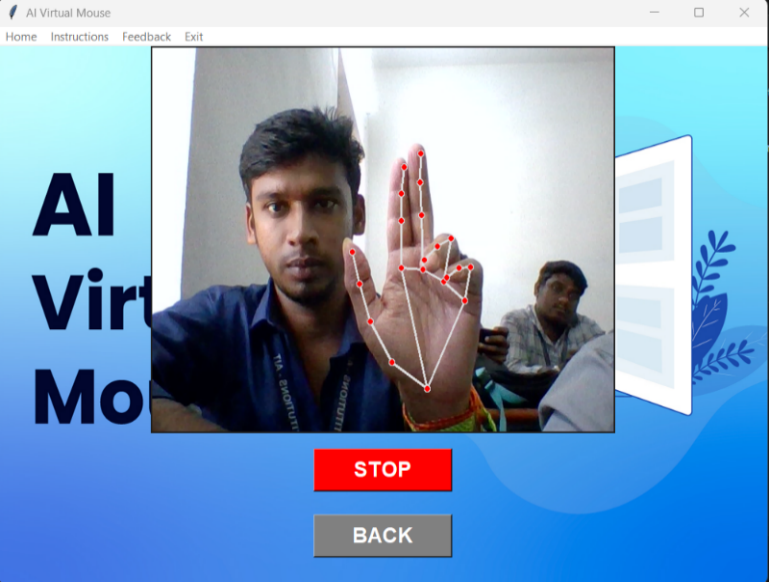 AI Virtual Mouse
Home Instructions Feedback Exit
AI
Virt
Mou
STOP
BACK